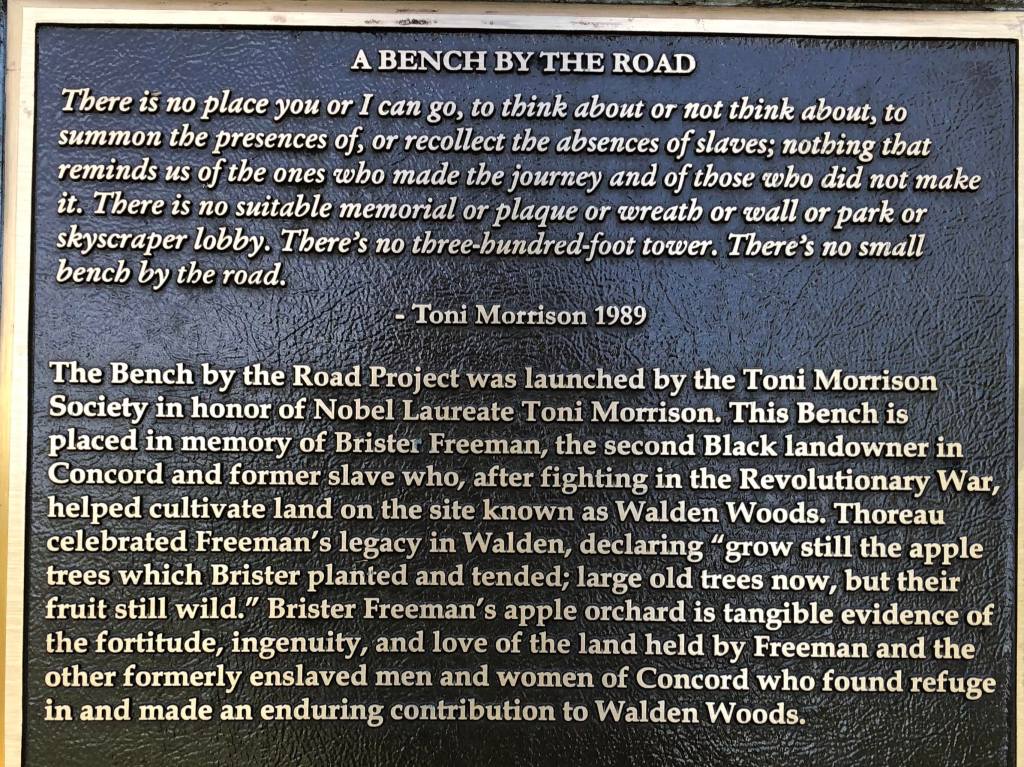 A BENCH BY THE ROAD
There is no place you or I can go, to think about or not think about, to
summon the presences of, or recollect the absences of slaves; nothing that
reminds us of the ones who made the journey and of those who did not make
it. There is no suitable memorial or plaque or wreath or wall or park or
skyscraper lobby. There's no three-hundred-foot tower. There's no small
bench by the road.
- Toni Morrison 1989
The Bench by the Road Project was launched by the Toni Morrison
Society in honor of Nobel Laureate Toni Morrison. This Bench is
placed in memory of Brister Freeman, the second Black landowner in
Concord and former slave who, after fighting in the Revolutionary War,
helped cultivate land on the site known as Walden Woods. Thoreau
celebrated Freeman's legacy in Walden, declaring "grow still the apple
trees which Brister planted and tended; large old trees now, but their
fruit still wild." Brister Freeman's apple orchard is tangible evidence of
the fortitude, ingenuity, and love of the land held by Freeman and the
other formerly enslaved men and women of Concord who found refuge
in and made an enduring contribution to Walden Woods.